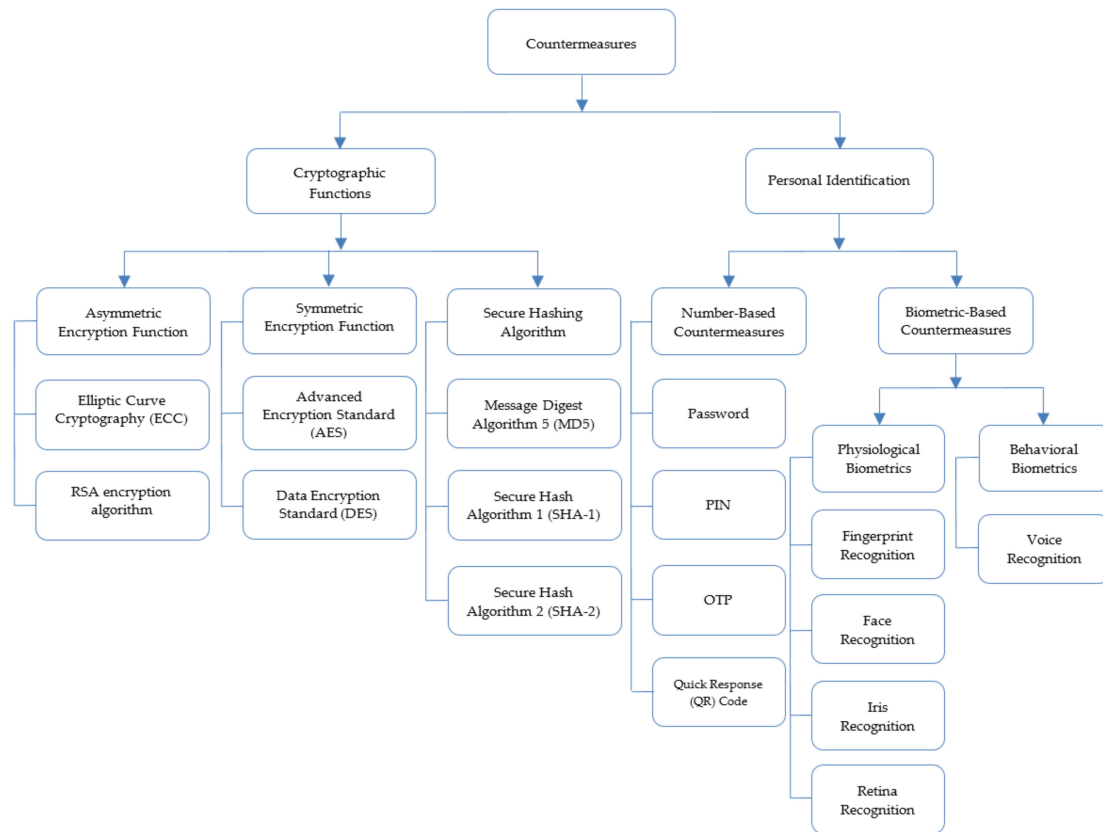 Countermeasures
Cryptographic
Functions
Personal Identification
Asymmetric
Encryption Function
Symmetric
Encryption Function
Secure Hashing
Algorithm
Number-Based
Countermeasures
Biometric-Based
Countermeasures
Elliptic Curve
Cryptography (ECC)
Advanced
Encryption Standard
(AES)
Message Digest
Algorithm 5 (MD5)
Password
Physiological
Biometrics
Behavioral
Biometrics
RSA encryption
algorithm
Data Encryption
Standard (DES)
Secure Hash
Algorithm 1 (SHA-1)
PIN
Fingerprint
Recognition
Voice
Recognition
Secure Hash
Algorithm 2 (SHA-2)
OTP
Face
Recognition
Quick Response
(QR) Code
Iris
Recognition
Retina
Recognition